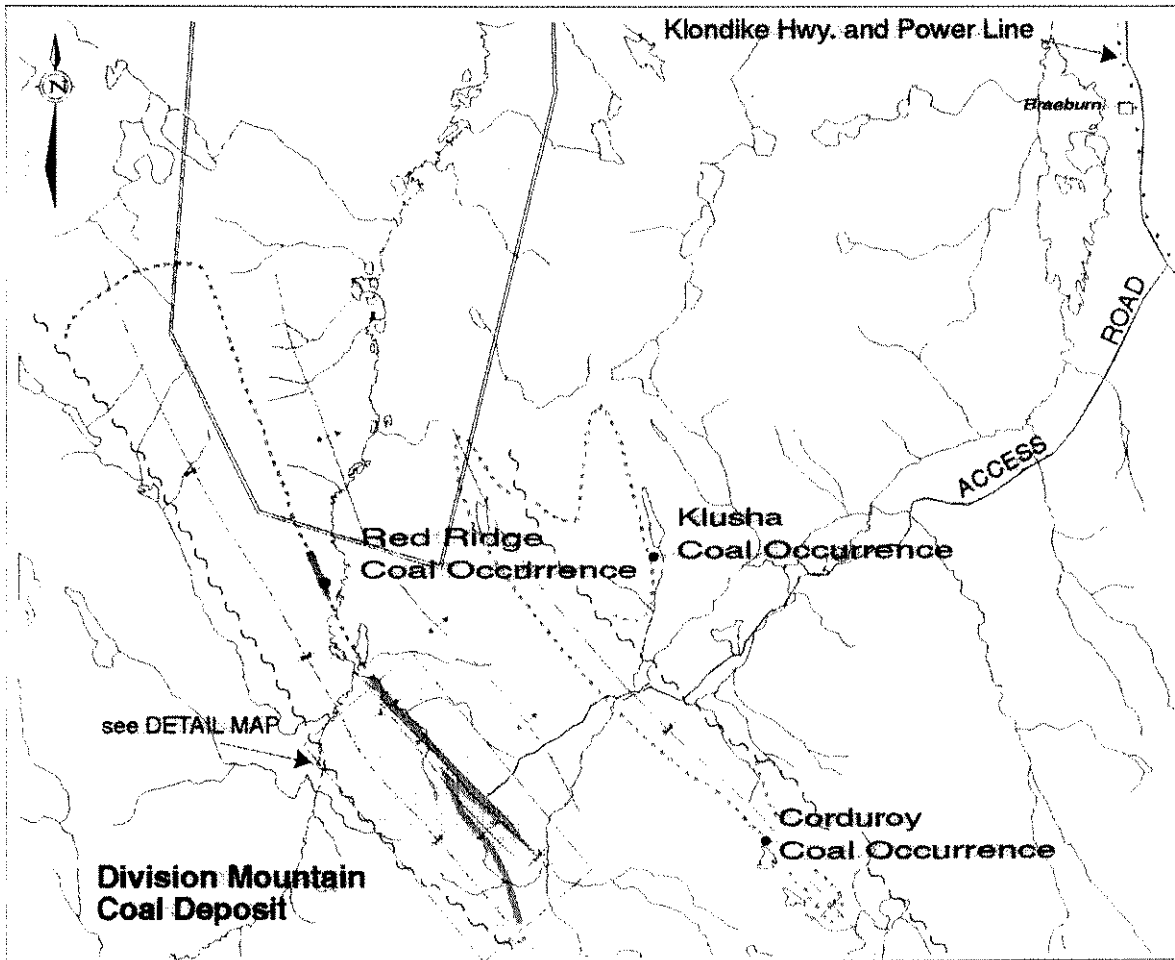 Klondike Hwy. and Power Line
N
Braeburn
ROAD
ACCESS
Klusha
Coal Occurrence
Red Ridge
Coal Occurrence
see DETAIL MAP
Corduroy
Coal Occurrence
Division Mountain
Coal Deposit